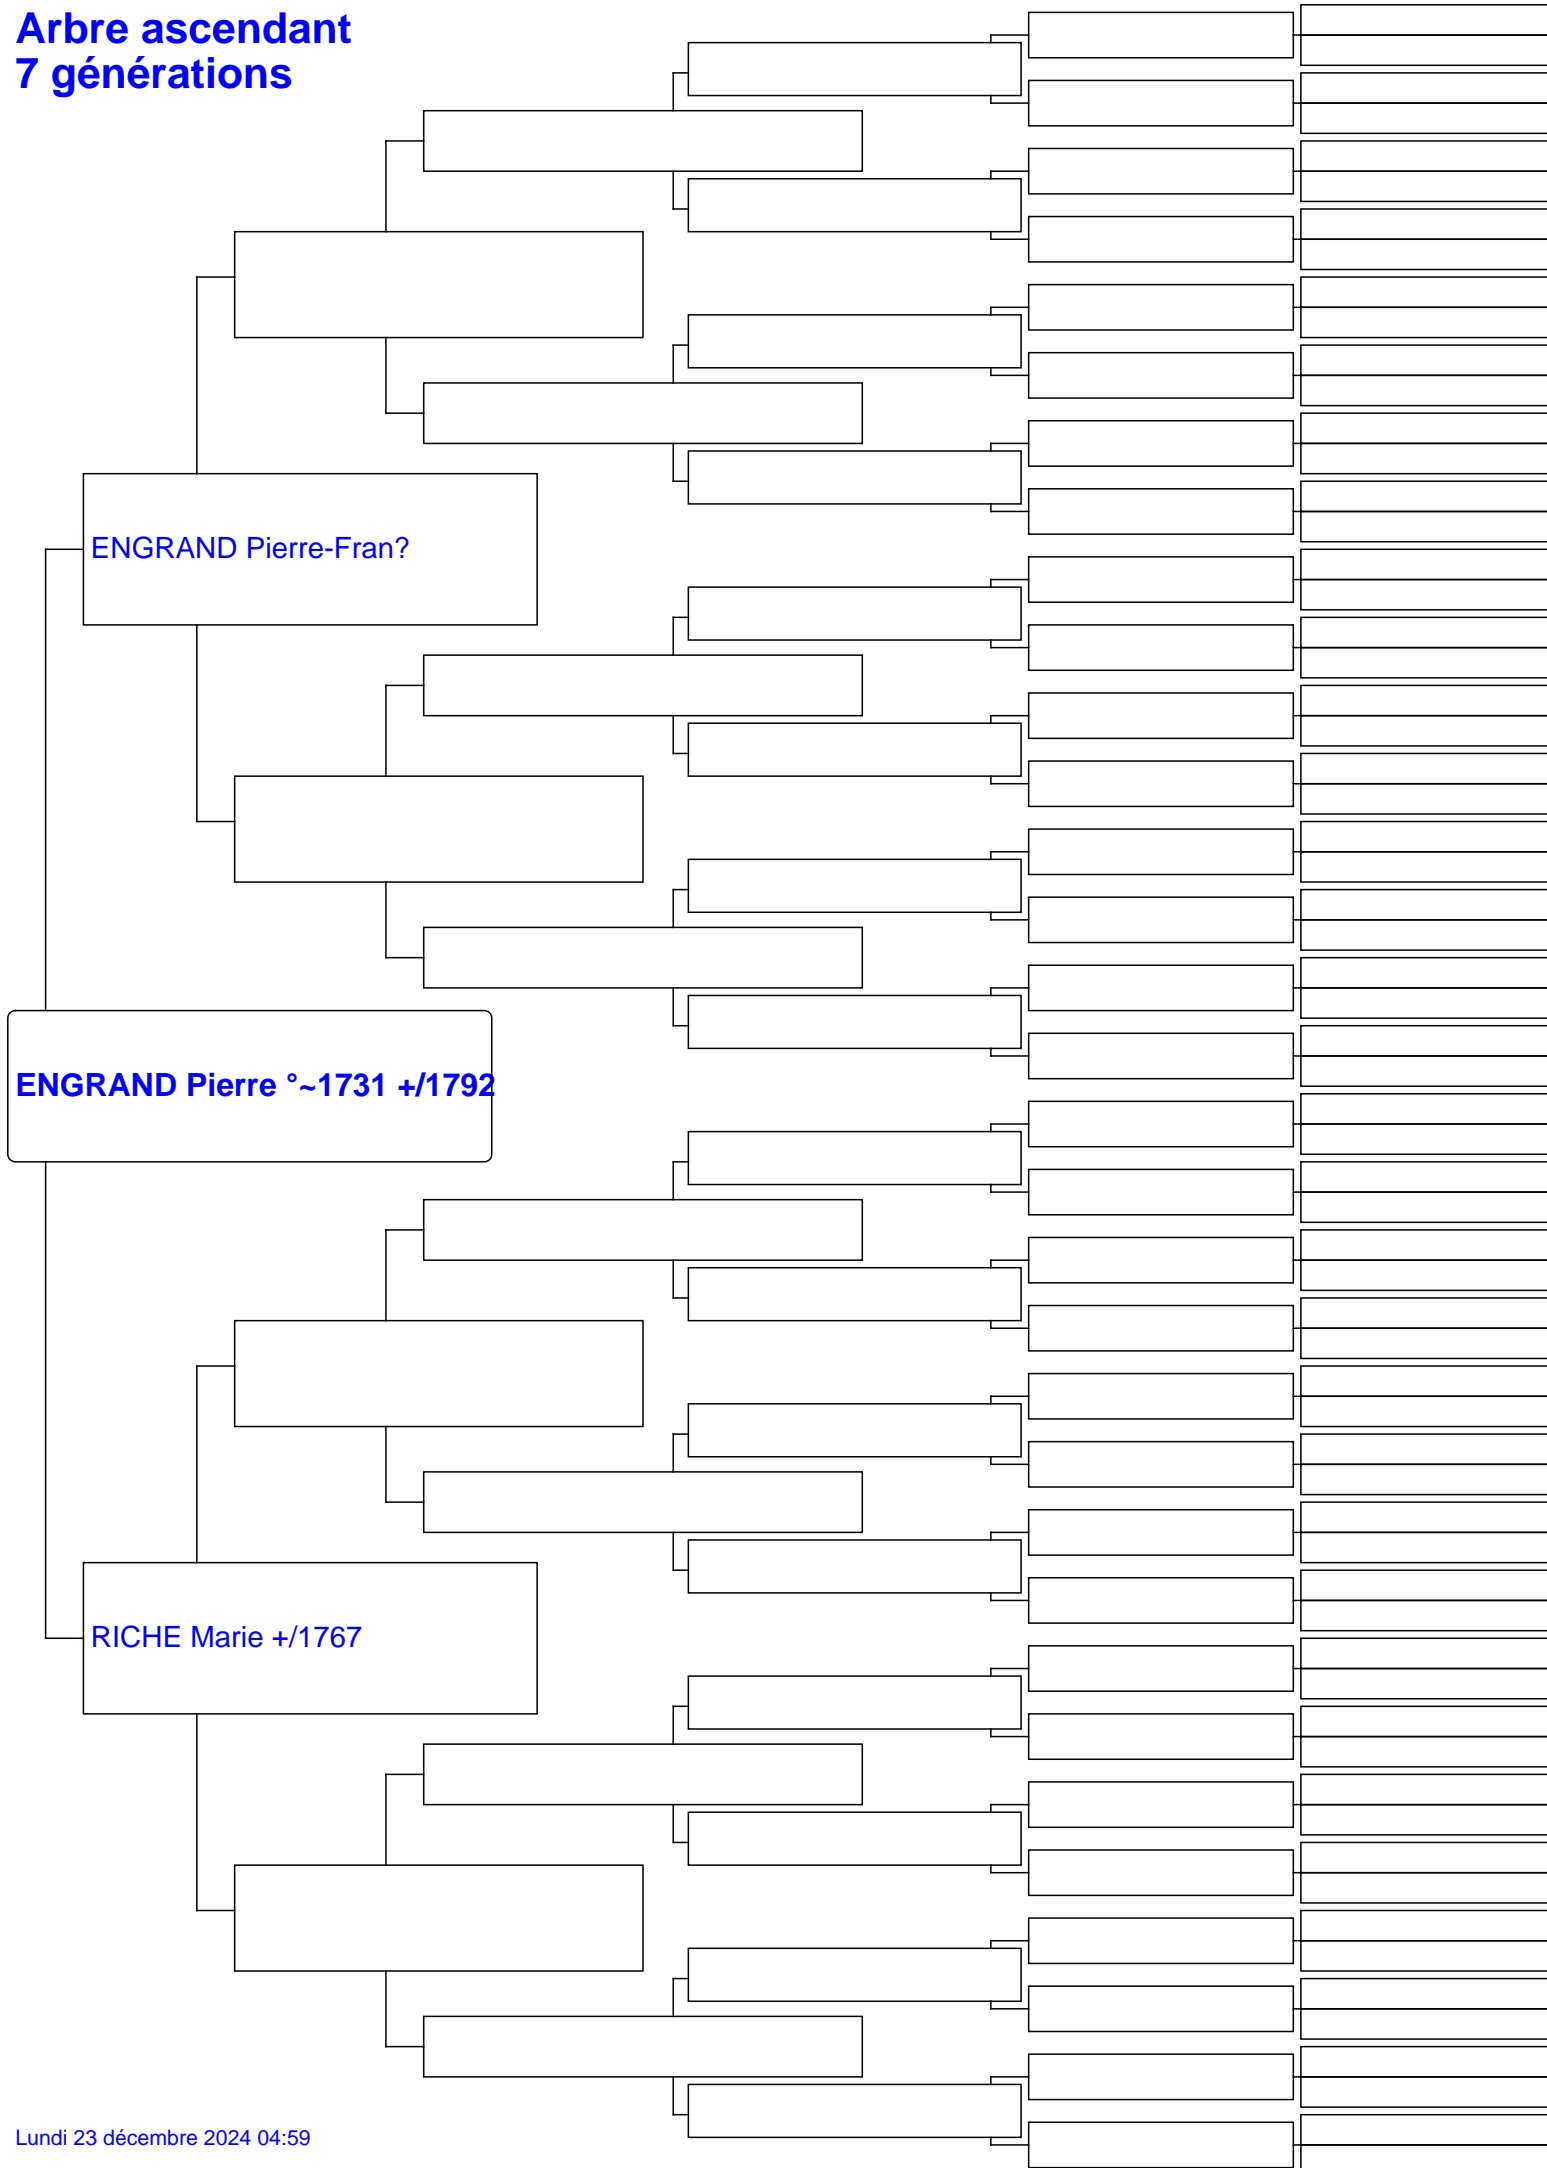 Arbre ascendant
7 générations
ENGRAND Pierre-Fran?
ENGRAND Pierre °~1731 +/1792
RICHE Marie +/1767
Lundi 23 décembre 2024 04:59